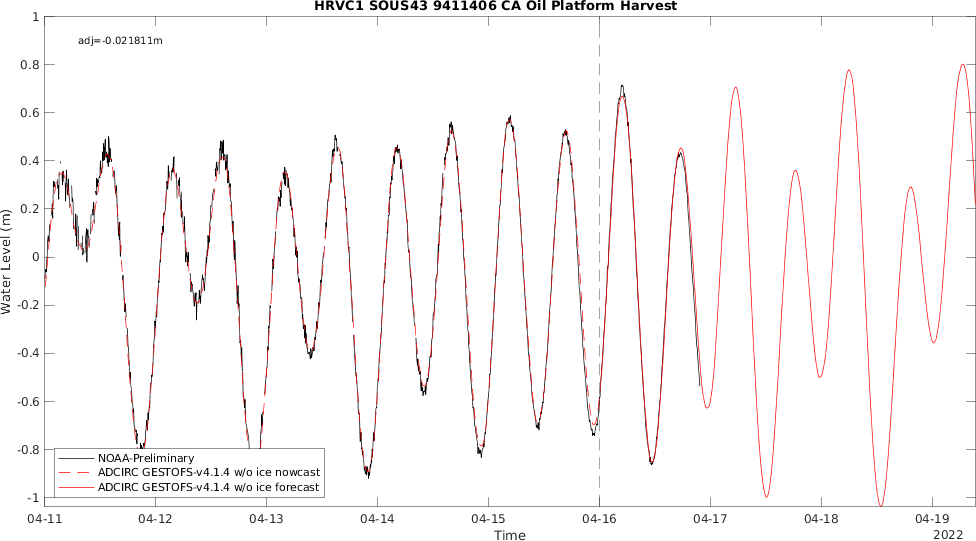 HRVC1 SOUS43 9411406 CA Oil Platform Harvest
adj=-0.021811m
1
0.8
0.6
0.4
0.2
0
-0.2
-0.4
-0.6
-0.8
-1
Water Level (m)
NOAA-Preliminary
ADCIRC GESTOFS-v4.1.4 w/o ice nowcast
ADCIRC GESTOFS-v4.1.4 w/o ice forecast
04-11 04-12 04-13 04-14 04-15 04-16 04-17 04-18 04-19
Time
2022